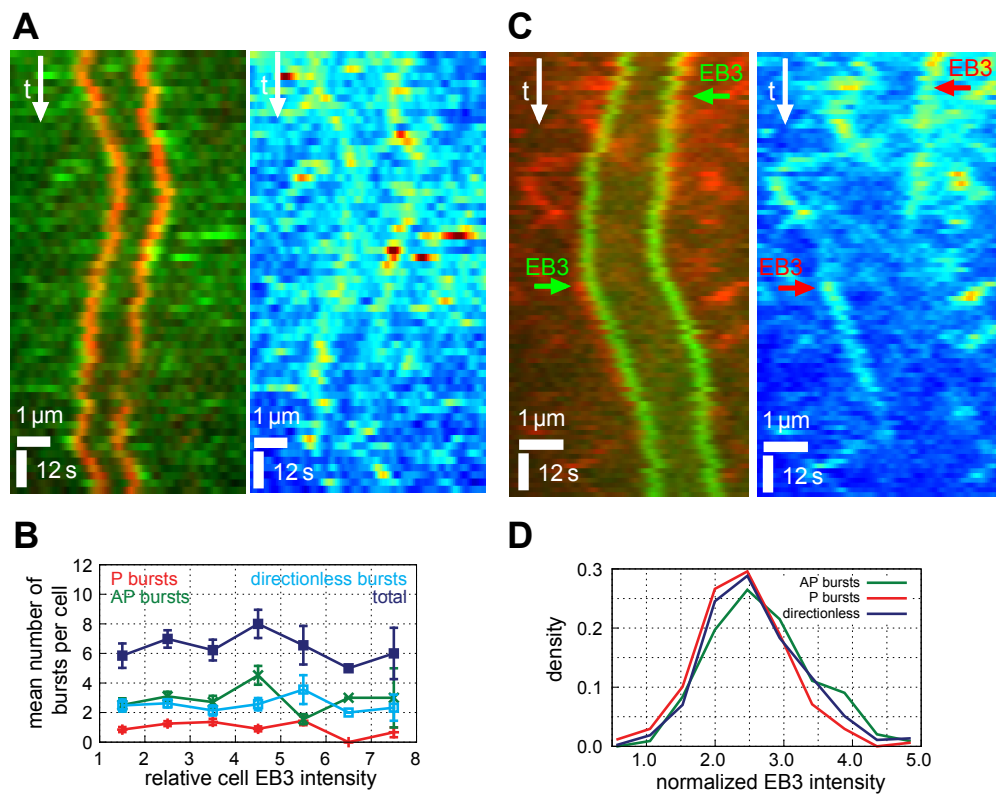 A
t
1 µm
12 s
t
1 µm
12 s
C
t
EB3
EB3
1 µm
12 s
t
EB3
EB3
1 µm
12 s
B
mean number of
bursts per cell
12
10
8
6
4
2
0
P bursts
AP bursts
directionless bursts
total
1 2 3 4 5 6 7 8
relative cell EB3 intensity
D
density
0.3
0.2
0.1
0.0
AP bursts
P bursts
directionless
1.0 2.0 3.0 4.0 5.0
normalized EB3 intensity